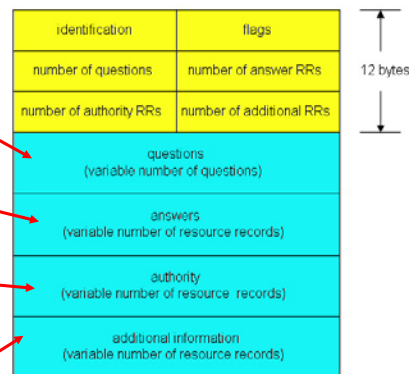 identification
flags
number of questions
number of answer RRs
12 bytes
number of authority RRs
number of additional RRs
questions
(variable number of questions)
answers
(variable number of resource records)
authority
(variable number of resource records)
additional information
(variable number of resource records)